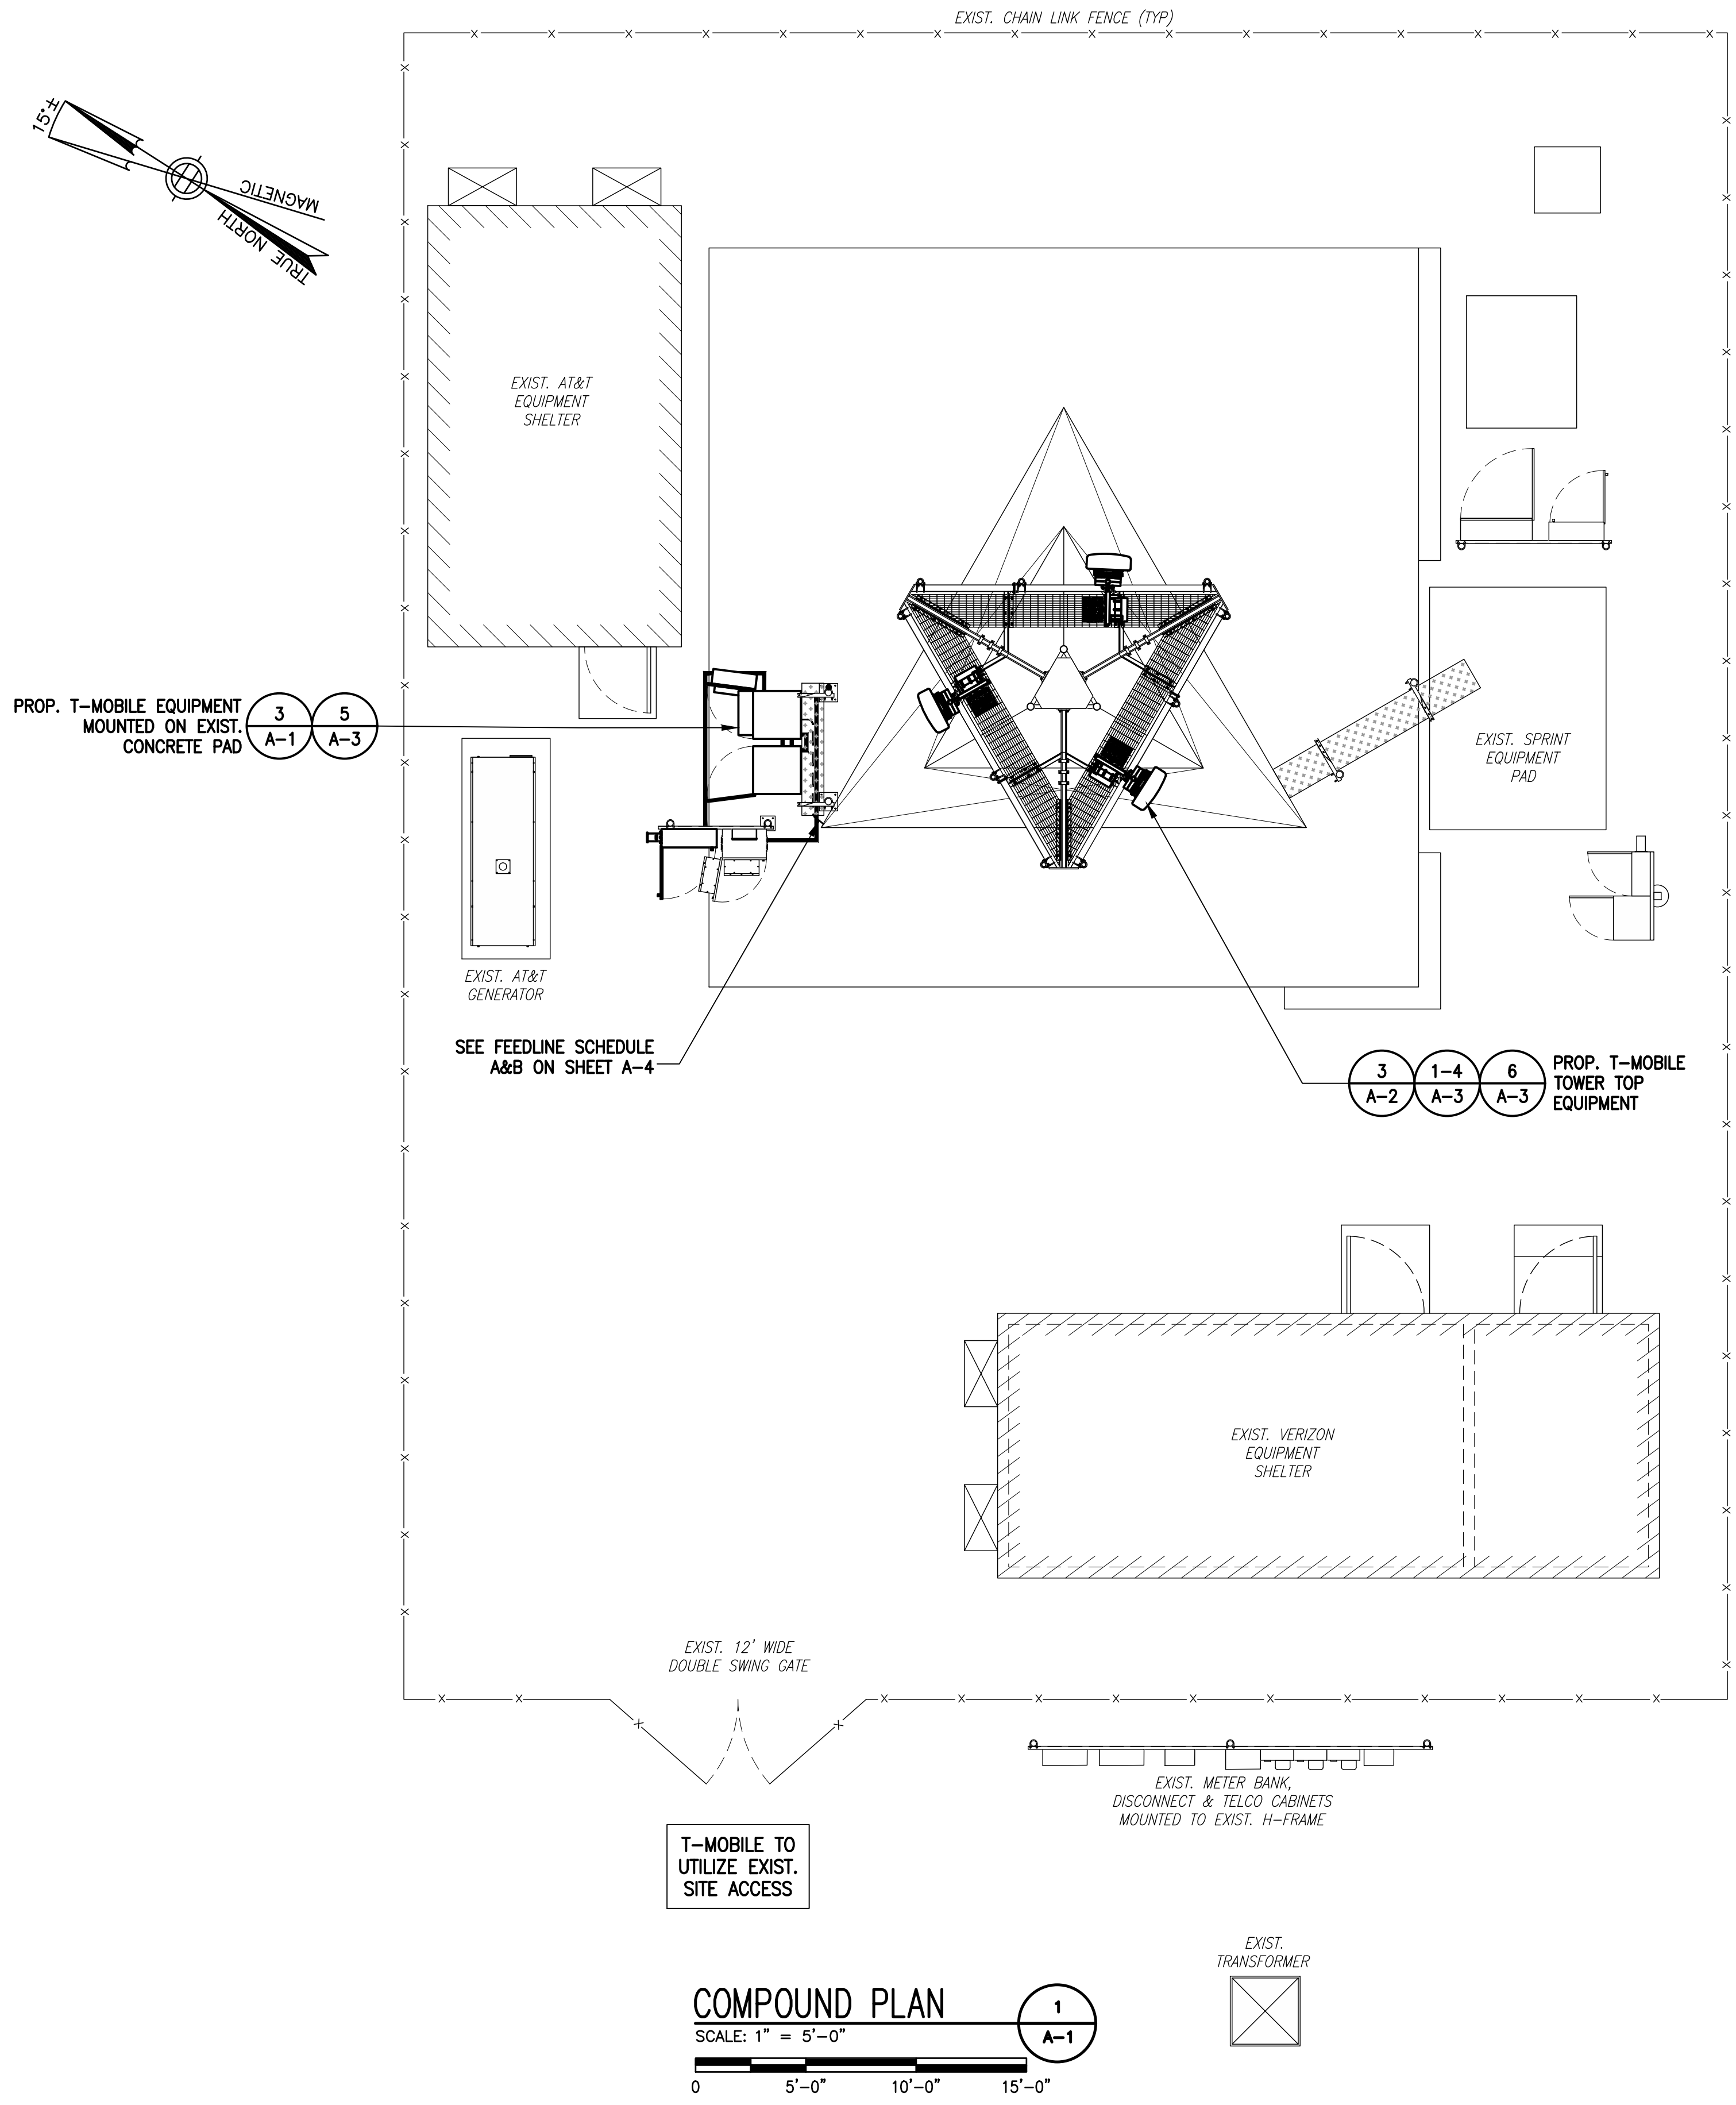 EXIST. CHAIN LINK FENCE (TYP)
15°±
MAGNETIC
TRUE NORTH
EXIST. AT&T
EQUIPMENT
SHELTER
PROP. T-MOBILE EQUIPMENT
MOUNTED ON EXIST.
CONCRETE PAD
3
A-1
5
A-3
EXIST. SPRINT
EQUIPMENT
PAD
EXIST. AT&T
GENERATOR
SEE FEEDLINE SCHEDULE
A&B ON SHEET A-4
3
A-2
1-4
A-3
6
A-3
PROP. T-MOBILE
TOWER TOP
EQUIPMENT
EXIST. VERIZON
EQUIPMENT
SHELTER
EXIST. 12' WIDE
DOUBLE SWING GATE
EXIST. METER BANK,
DISCONNECT & TELCO CABINETS
MOUNTED TO EXIST. H-FRAME
T-MOBILE TO
UTILIZE EXIST.
SITE ACCESS
EXIST.
TRANSFORMER
COMPOUND PLAN
SCALE: 1" = 5'-0"
1
A-1
0 5'-0" 10'-0" 15'-0"